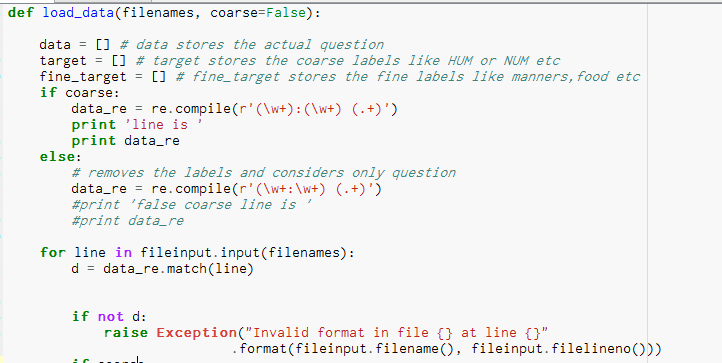 def load_data(filenames, coarse=False):
data = [] # data stores the actual question
target = [] # target stores the coarse labels like HUM or NUM etc
fine_target = [] # fine_target stores the fine labels like manners,food etc
if coarse:
data_re = re.compile(r'(\w+):(\w+) (.+)')
print 'line is '
print data_re
else:
# removes the labels and considers only question
data_re = re.compile(r'(\w+:\w+) (.+)')
#print 'false coarse line is '
#print data_re
for line in fileinput.input(filenames):
d = data_re.match(line)
if not d:
raise Exception("Invalid format in file {} at line {}"
.format(fileinput.filename(), fileinput.filelineno()))